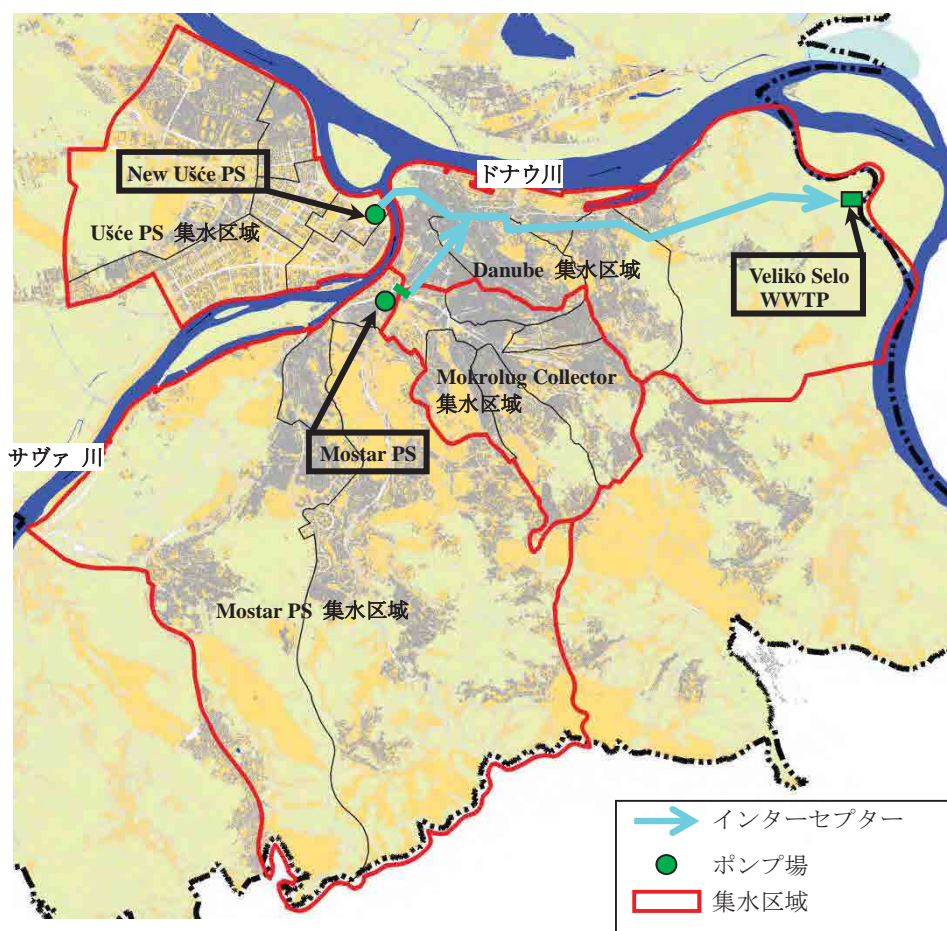 ドナウ川
New Ušće PS
Ušće PS 集水区域
Danube 集水区域
Veliko Selo
WWTP
Mokrolug Collector
集水区域
Mostar PS
サヴァ 川
Mostar PS 集水区域
インターセプター
ポンプ場
集水区域